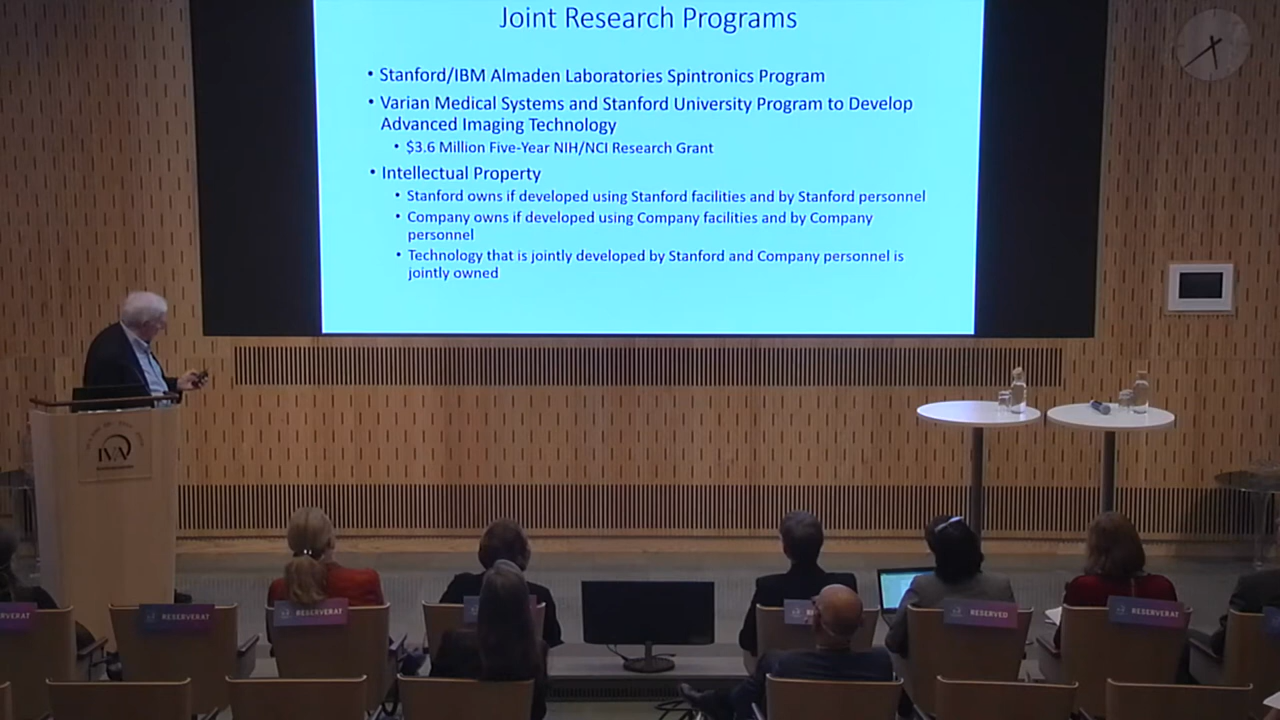 Joint Research Programs
• Stanford/IBM Almaden Laboratories Spintronics Program
• Varian Medical Systems and Stanford University Program to Develop
Advanced Imaging Technology
• $3.6 Million Five-Year NIH/NCI Research Grant
• Intellectual Property
• Stanford owns if developed using Stanford facilities and by Stanford personnel
• Company owns if developed using Company facilities and by Company
personnel
• Technology that is jointly developed by Stanford and Company personnel is
jointly owned
IVA
RESERVERAT
RESERVERAT
RESERVED
RESERVED